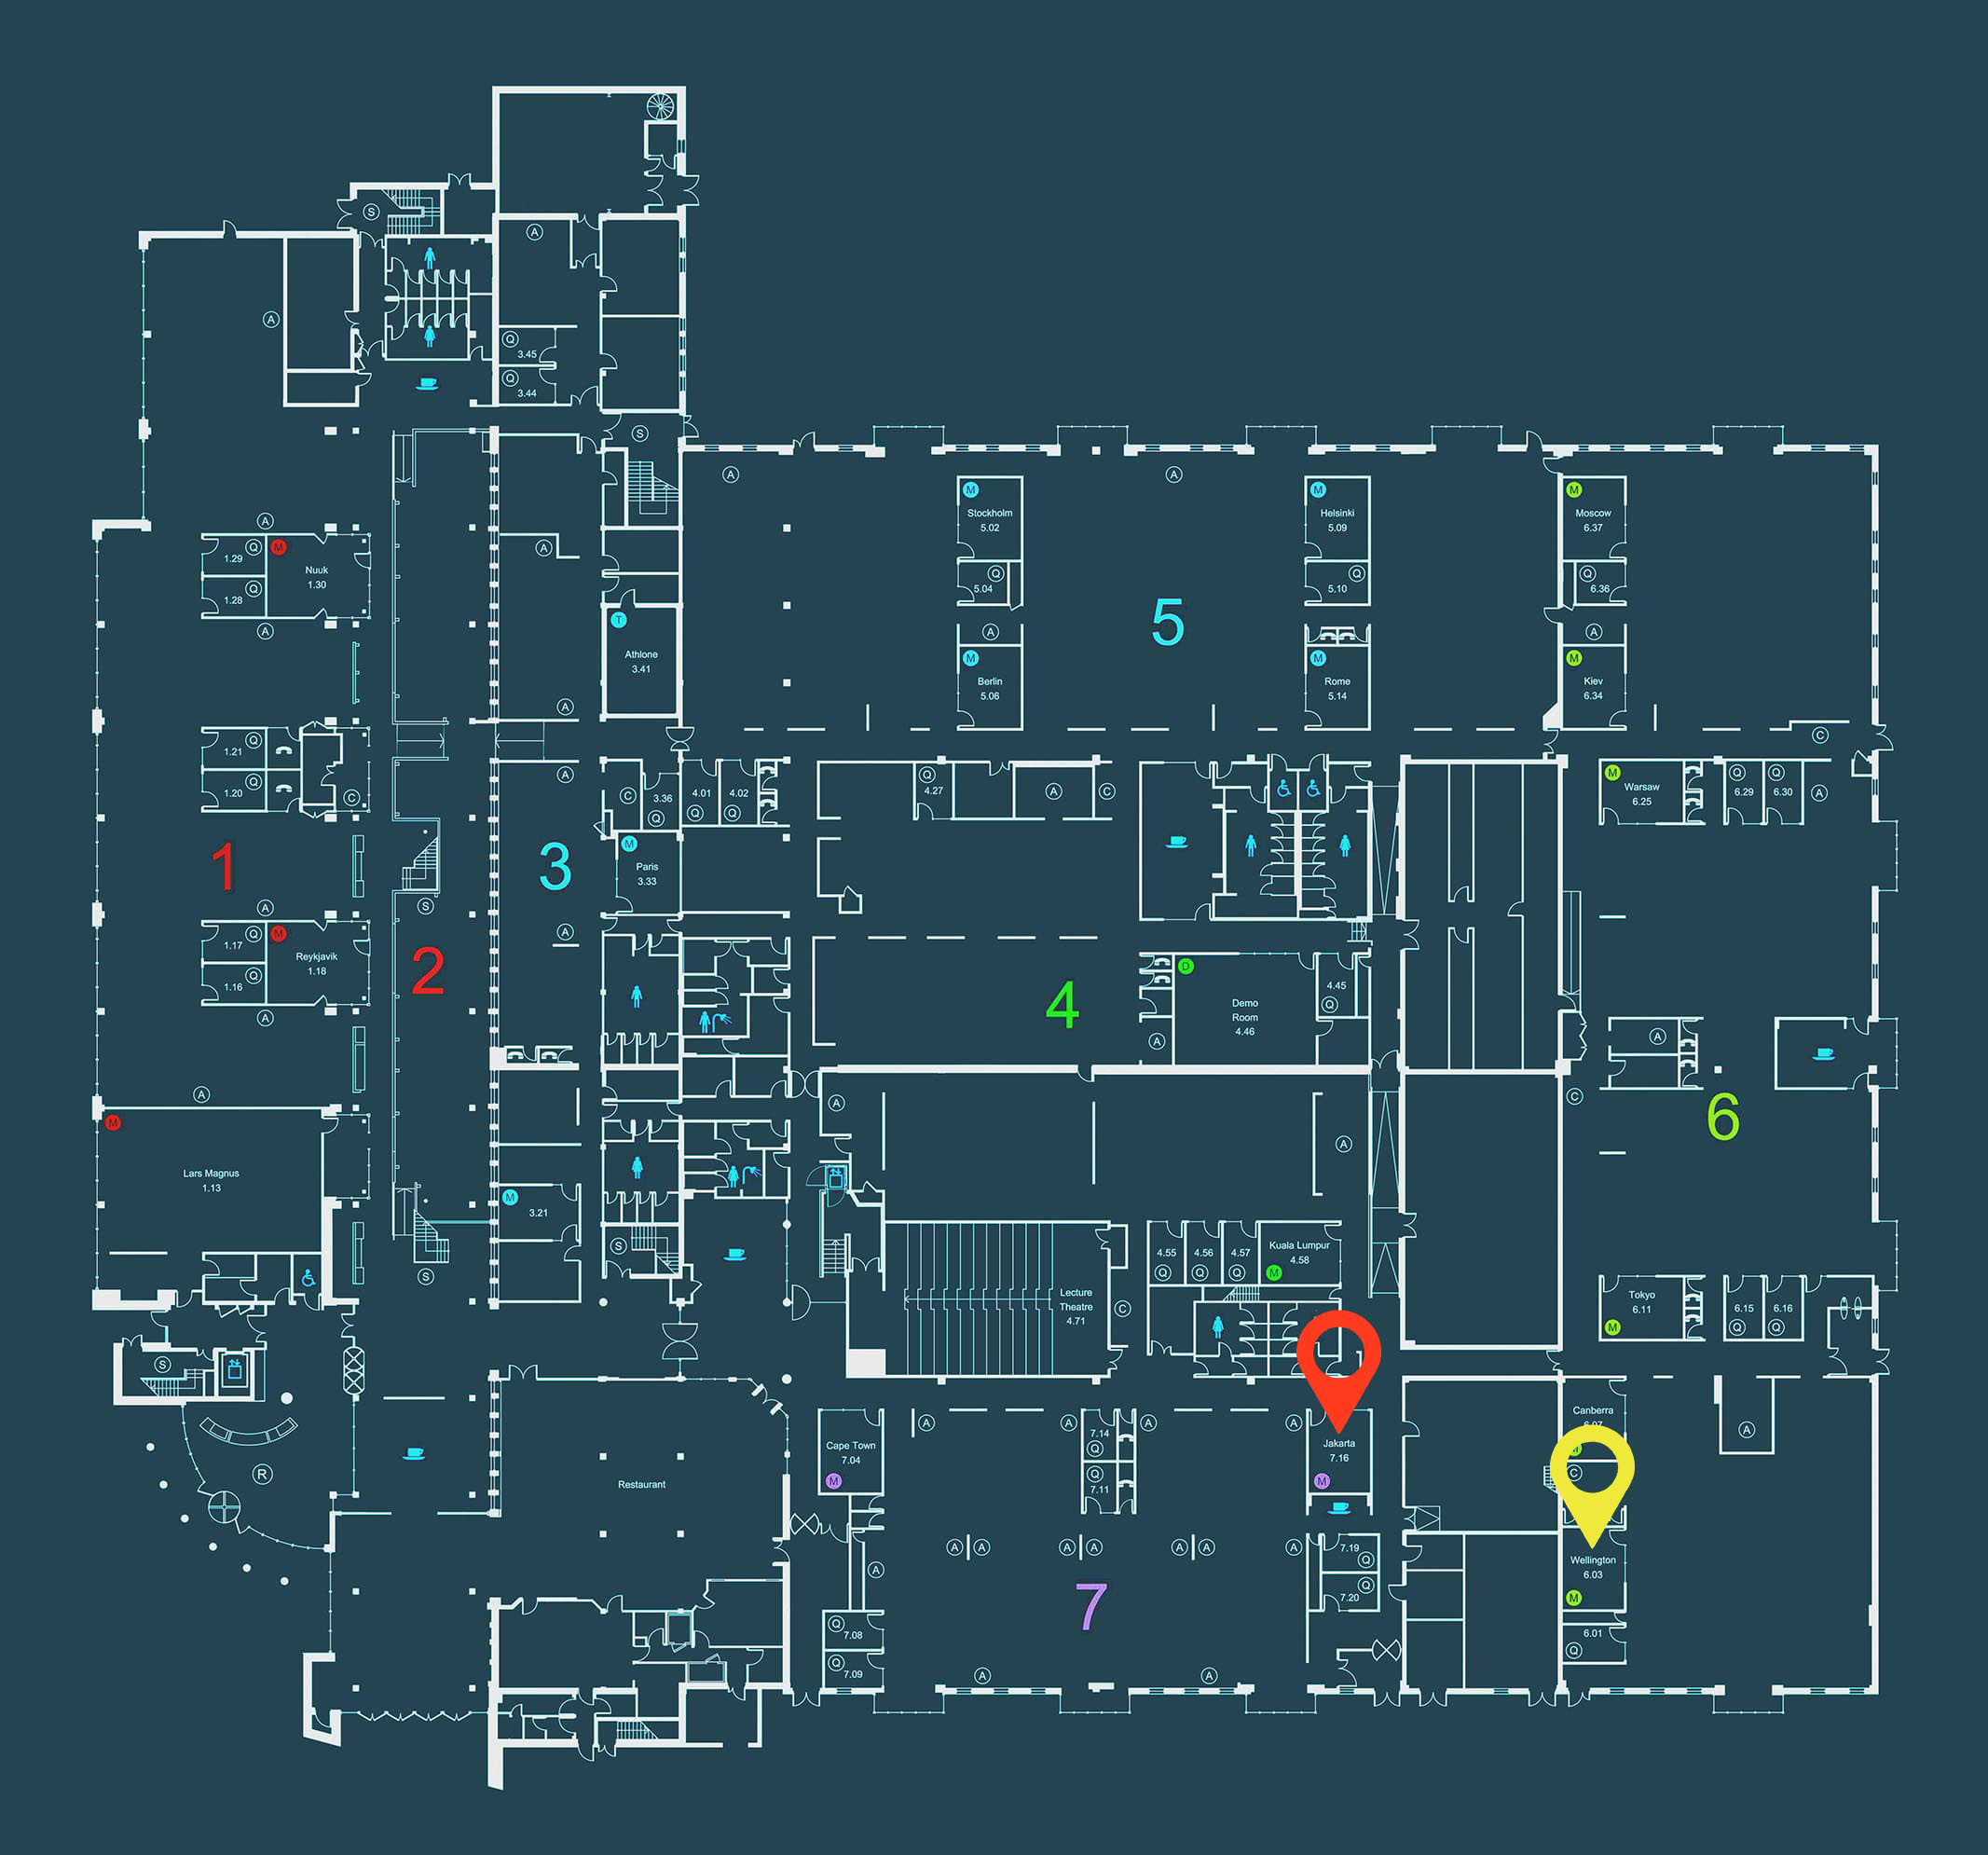 S
A
A
Q
3.45
Q
3.44
S
A
A
M
Stockholm
5.02
M
Helsinki
5.09
M
Moscow
6.37
A
1.29
Q
M
Nuuk
1.30
1.28
Q
A
A
Q
5.04
Q
5.10
Q
6.36
T
Athlone
3.41
5
A
M
Berlin
5.06
M
Rome
5.14
A
M
Kiev
6.34
A
1.21
Q
1.20
Q
C
A
C
3.36
Q
4.01
Q
4.02
Q
Q
4.27
A
C
C
M
Warsaw
6.25
Q
6.29
Q
6.30
A
1
3
M
Paris
3.33
A
S
A
1.17
Q
M
Reykjavik
1.18
1.16
Q
A
2
4
D
Demo
Room
4.46
4.45
Q
A
A
A
M
Lars Magnus
1.13
A
A
C
6
M
3.21
S
S
4.55
Q
4.56
Q
4.57
Q
Kuala Lumpur
4.58
M
Lecture
Theatre
4.71
C
Tokyo
6.11
M
6.15
Q
6.16
Q
S
R
Restaurant
Cape Town
7.04
M
A
A
7.14
Q
Q
7.11
A
A
Jakarta
7.16
M
Canberra
C
A
A
A
A
A
A
A
A
A
7.19
Q
Q
7.20
Wellington
6.03
M
7
Q
7.08
Q
7.09
A
A
6.01
Q